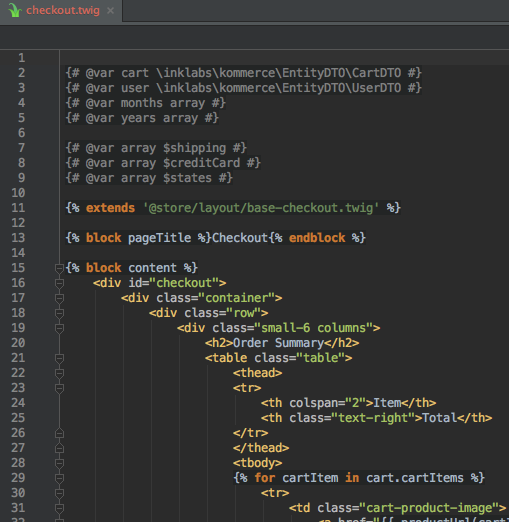 checkout.twig ×
1
2 {# @var cart \inklabs\kommerce\EntityDTO\CartDTO #}
3 {# @var user \inklabs\kommerce\EntityDTO\UserDTO #}
4 {# @var months array #}
5 {# @var years array #}
6
7 {# @var array $shipping #}
8 {# @var array $creditCard #}
9 {# @var array $states #}
10
11 {% extends '@store/layout/base-checkout.twig' %}
12
13 {% block pageTitle %}Checkout{% endblock %}
14
15 {% block content %}
16 <div id="checkout">
17 <div class="container">
18 <div class="row">
19 <div class="small-6 columns">
20 <h2>Order Summary</h2>
21 <table class="table">
22 <thead>
23 <tr>
24 <th colspan="2">Item</th>
25 <th class="text-right">Total</th>
26 </tr>
27 </thead>
28 <tbody>
29 {% for cartItem in cart.cartItems %}
30 <tr>
31 <td class="cart-product-image">